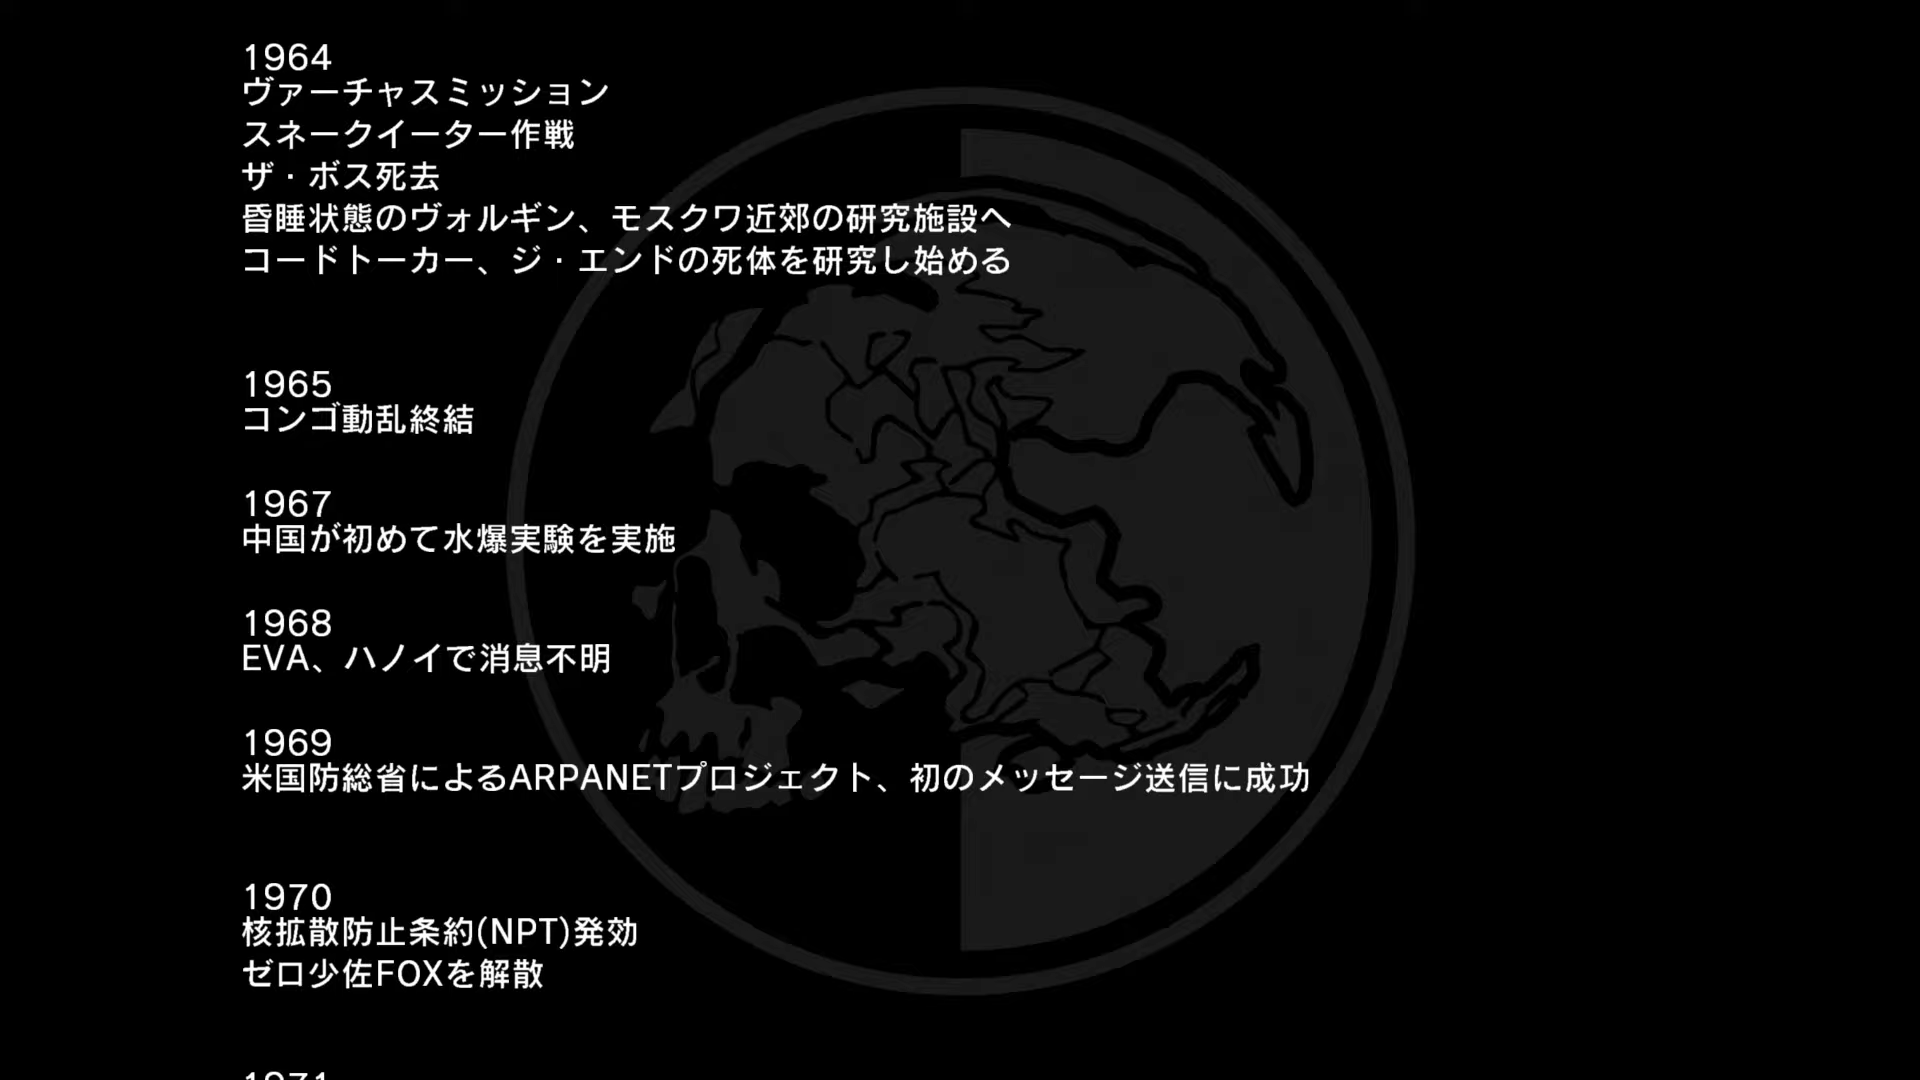 1964
ヴァーチャスミッション
スネークイーター作戦
ザ・ボス死去
昏睡状態のヴォルギン、モスクワ近郊の研究施設へ
コードトーカー、ジ・エンドの死体を研究し始める
1965
コンゴ動乱終結
1967
中国が初めて水爆実験を実施
1968
EVA、ハノイで消息不明
1969
米国防総省によるARPANETプロジェクト、初のメッセージ送信に成功
1970
核拡散防止条約(NPT)発効
ゼロ少佐FOXを解散
1971